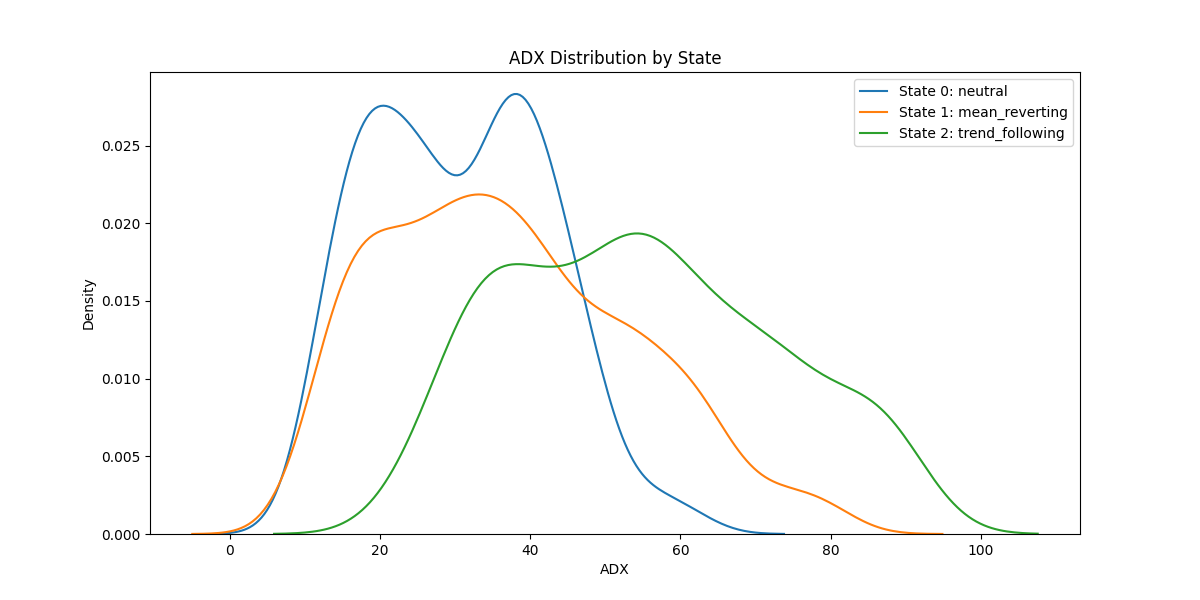 ADX Distribution by State
State 0: neutral
State 1: mean_reverting
State 2: trend_following
Density
0.025
0.020
0.015
0.010
0.005
0.000
0 20 40 60 80 100
ADX